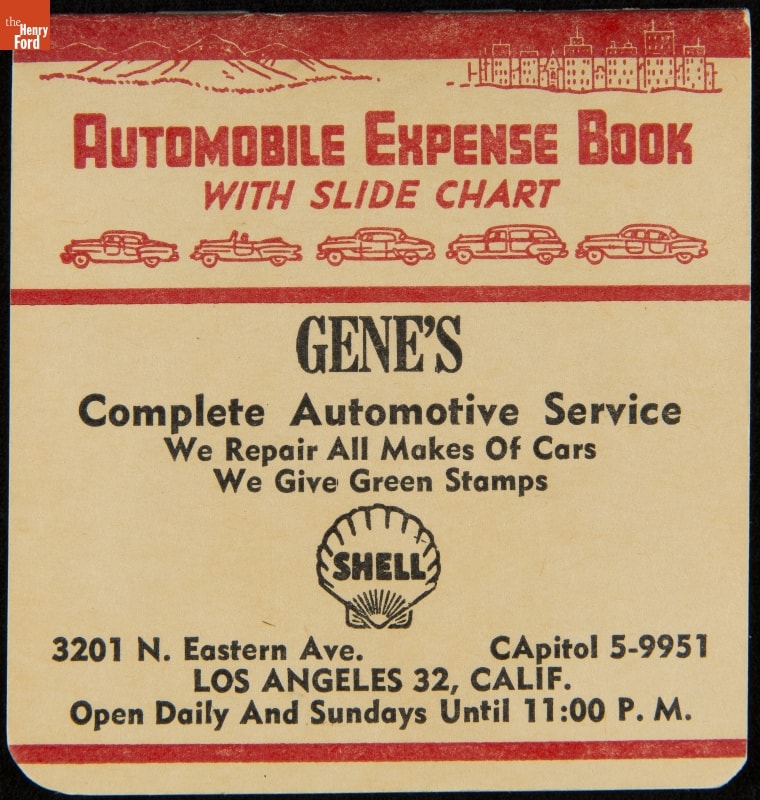 the
Henry
Ford
AUTOMOBILE EXPENSE BOOK
WITH SLIDE CHART
GENE'S
Complete Automotive Service
We Repair All Makes Of Cars
We Give Green Stamps
SHELL
3201 N. Eastern Ave. CApitol 5-9951
LOS ANGELES 32, CALIF.
Open Daily And Sundays Until 11:00 P. M.